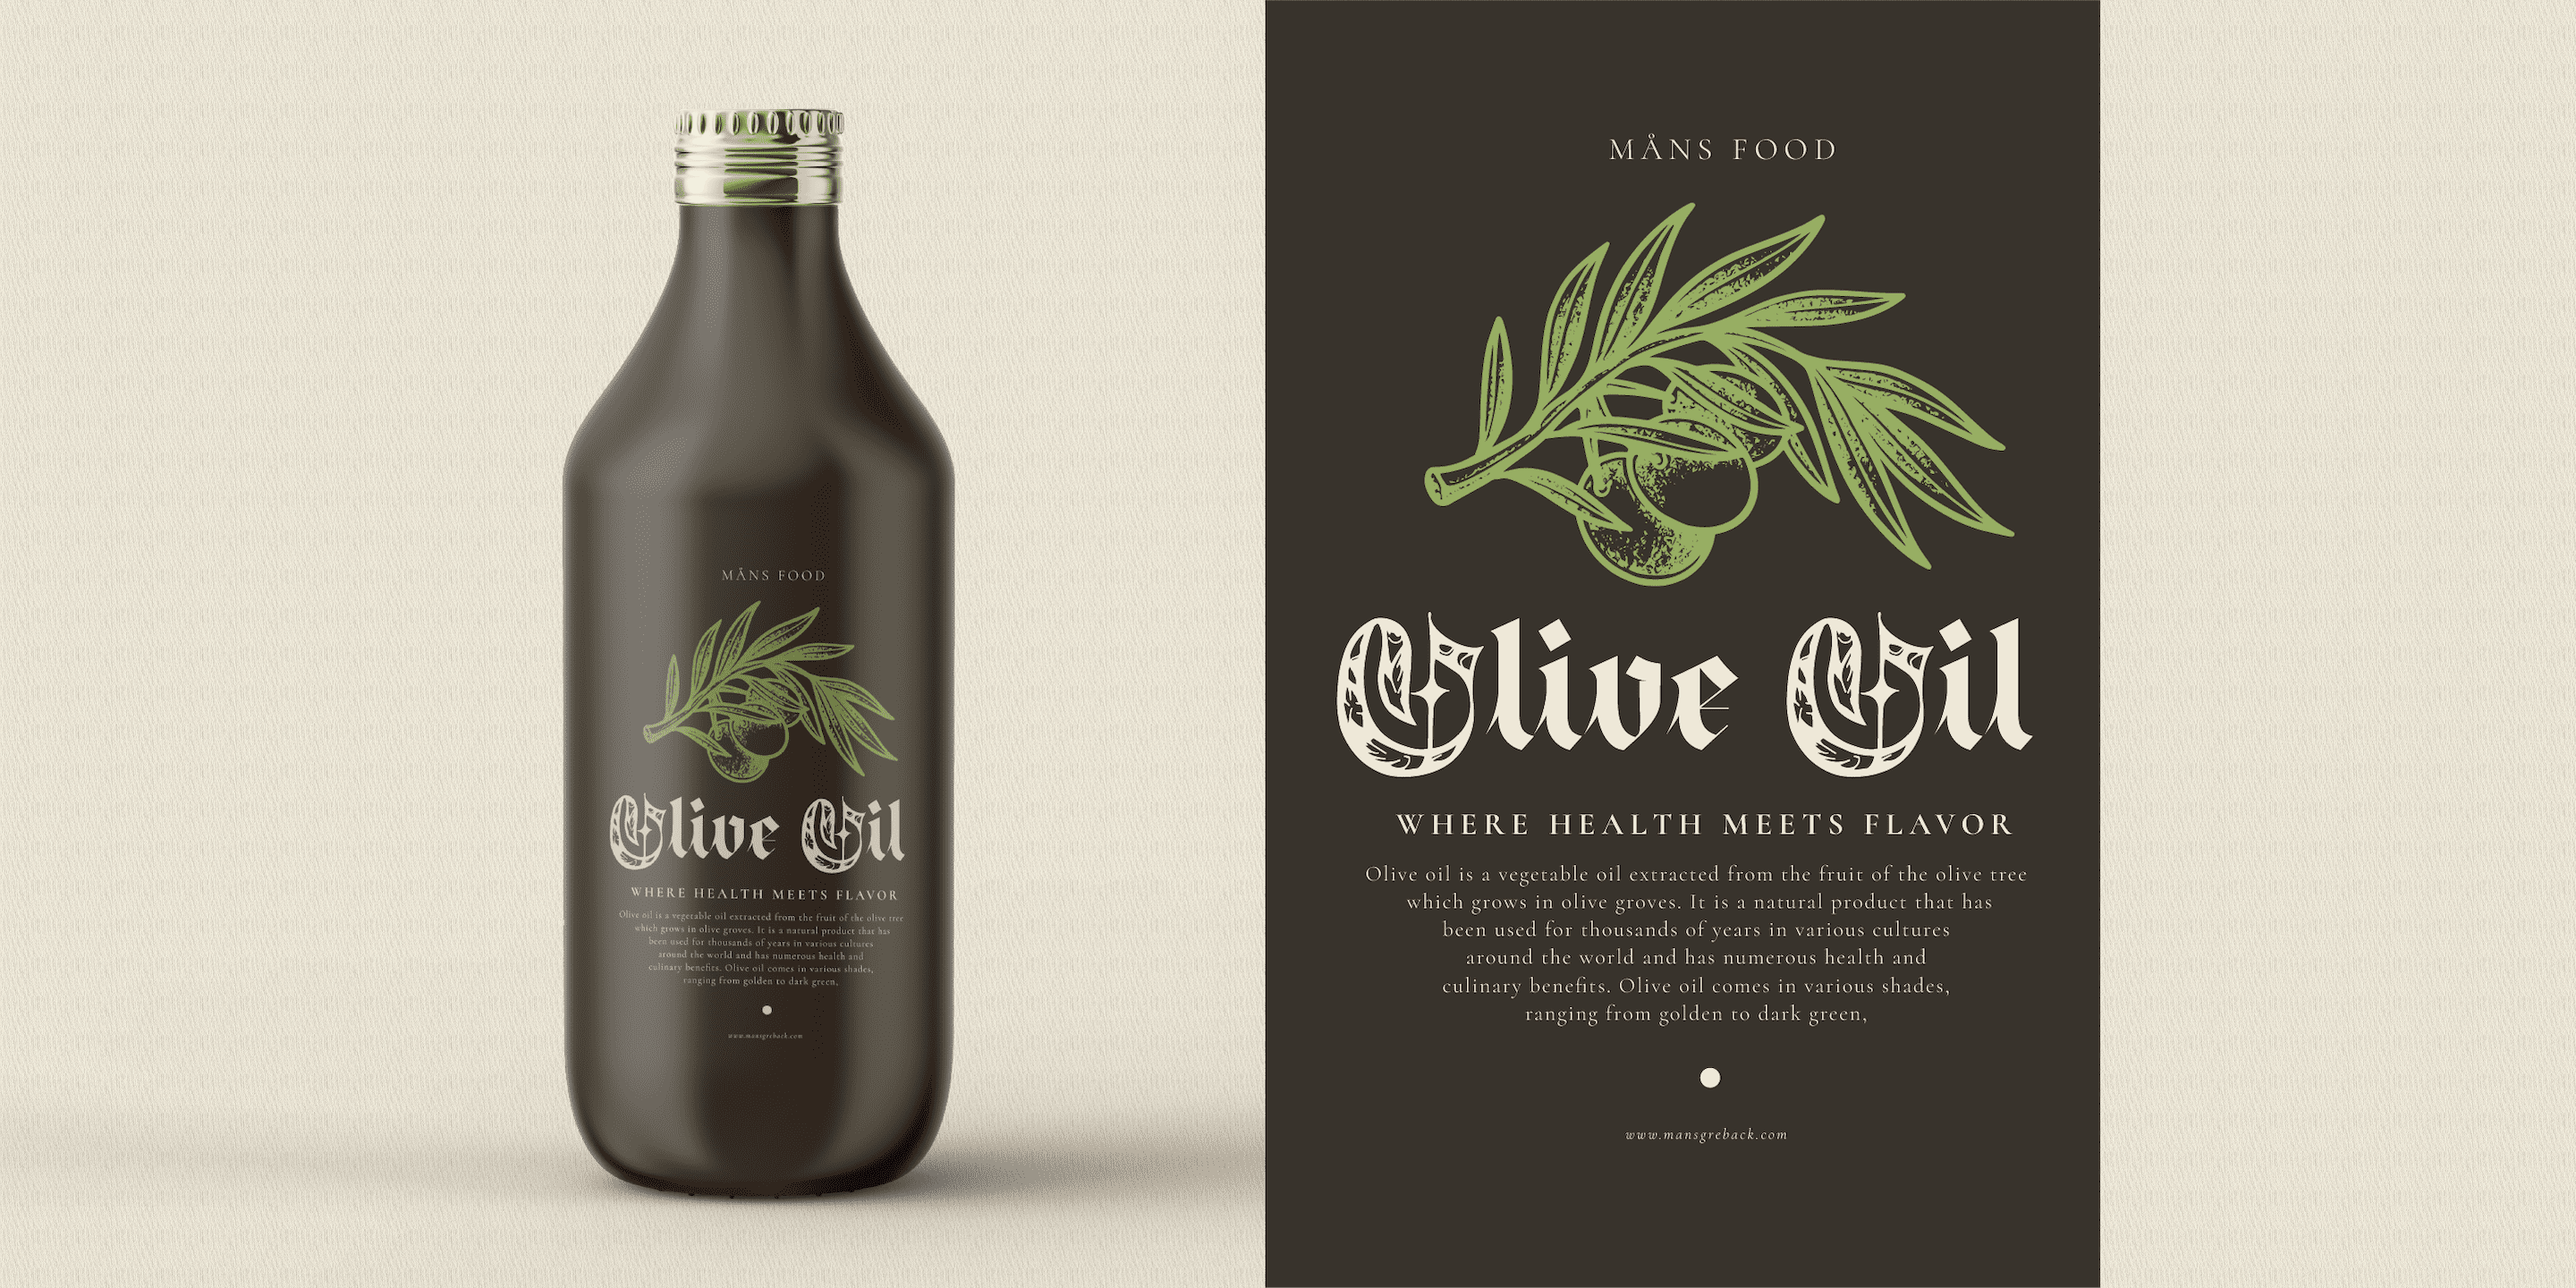 MÅNS FOOD
Olive Oil
WHERE HEALTH MEETS FLAVOR
Olive oil is a vegetable oil extracted from the fruit of the olive tree
which grows in olive groves. It is a natural product that has
been used for thousands of years in various cultures
around the world and has numerous health and
culinary benefits. Olive oil comes in various shades,
ranging from golden to dark green,
www.mansgreback.com
MÅNS FOOD
Olive Oil
WHERE HEALTH MEETS FLAVOR
Olive oil is a vegetable oil extracted from the fruit of the olive tree
which grows in olive groves. It is a natural product that has
been used for thousands of years in various cultures
around the world and has numerous health and
culinary benefits. Olive oil comes in various shades,
ranging from golden to dark green,
www.mansgreback.com